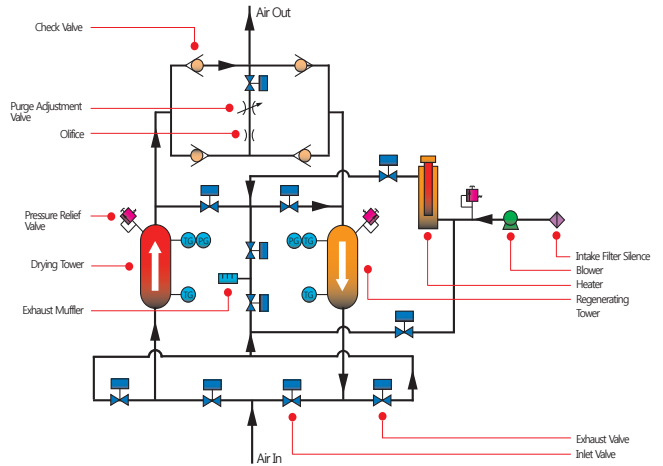 Air Out
Check Valve
Purge Adjustment
Valve
Olifice
Pressure Relief
Valve
TG PG
PG TG
Drying Tower
TG
TG
Exhaust Muffler
Intake Filter Silence
Blower
Heater
Regenerating
Tower
Exhaust Valve
Inlet Valve
Air In